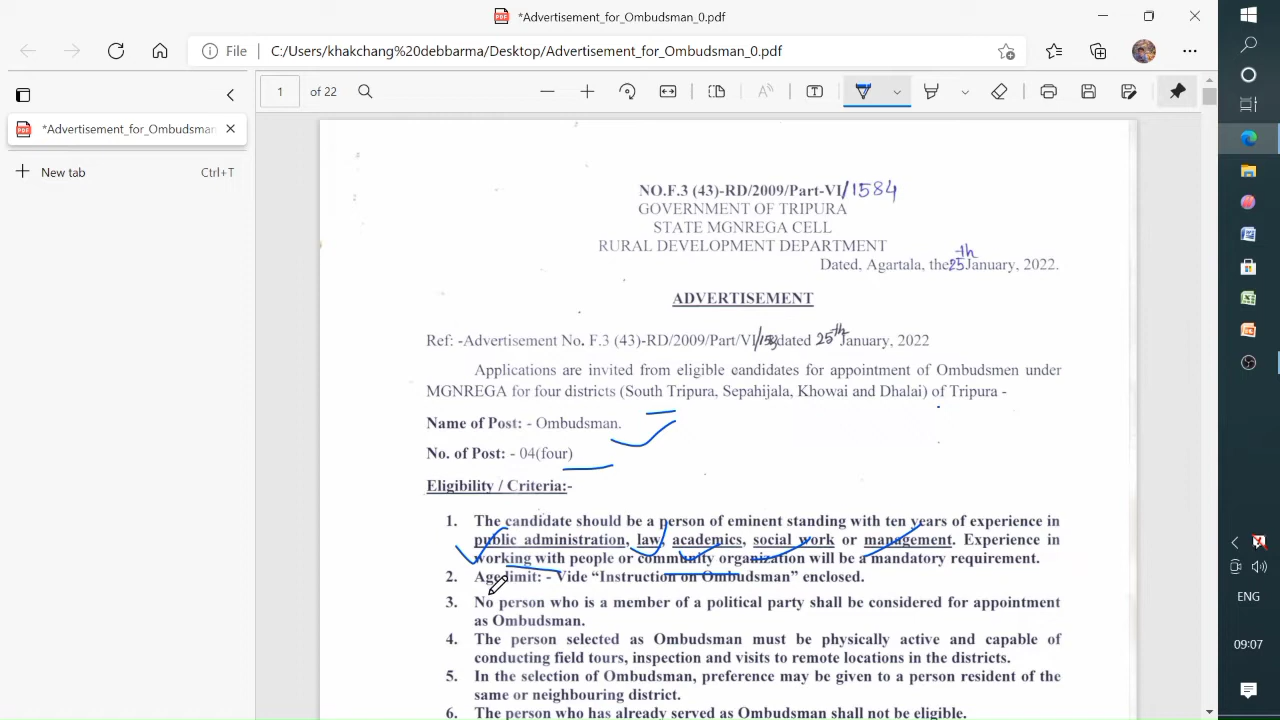 *Advertisement_for_Ombudsman_0.pdf
File C:/Users/khakchang%20debbarma/Desktop/Advertisement_for_Ombudsman_0.pdf
1 of 22
*Advertisement_for_Ombudsman
New tab Ctrl+T
NO.F.3 (43)-RD/2009/Part-VI/1584
GOVERNMENT OF TRIPURA
STATE MGNREGA CELL
RURAL DEVELOPMENT DEPARTMENT
Dated, Agartala, the 25th January, 2022.
ADVERTISEMENT
Ref: -Advertisement No. F.3 (43)-RD/2009/Part/VI/ dated 25th January, 2022
Applications are invited from eligible candidates for appointment of Ombudsmen under
MGNREGA for four districts (South Tripura, Sepahijala, Khowai and Dhalai) of Tripura -
Name of Post: - Ombudsman.
No. of Post: - 04(four)
Eligibility / Criteria:-
1. The candidate should be a person of eminent standing with ten years of experience in
public administration, law, academics, social work or management. Experience in
working with people or community organization will be a mandatory requirement.
2. Age limit: - Vide “Instruction on Ombudsman” enclosed.
3. No person who is a member of a political party shall be considered for appointment
as Ombudsman.
4. The person selected as Ombudsman must be physically active and capable of
conducting field tours, inspection and visits to remote locations in the districts.
5. In the selection of Ombudsman, preference may be given to a person resident of the
same or neighbouring district.
6. The person who has already served as Ombudsman shall not be eligible.
ENG
09:07